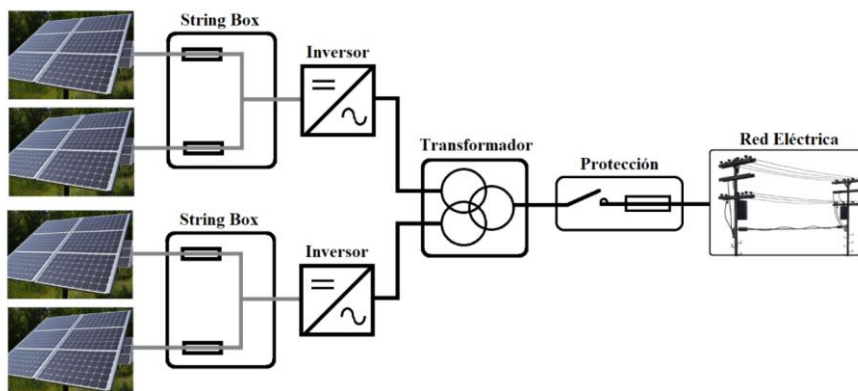 String Box
Inversor
Transformador
Protección
Red Eléctrica
String Box
Inversor